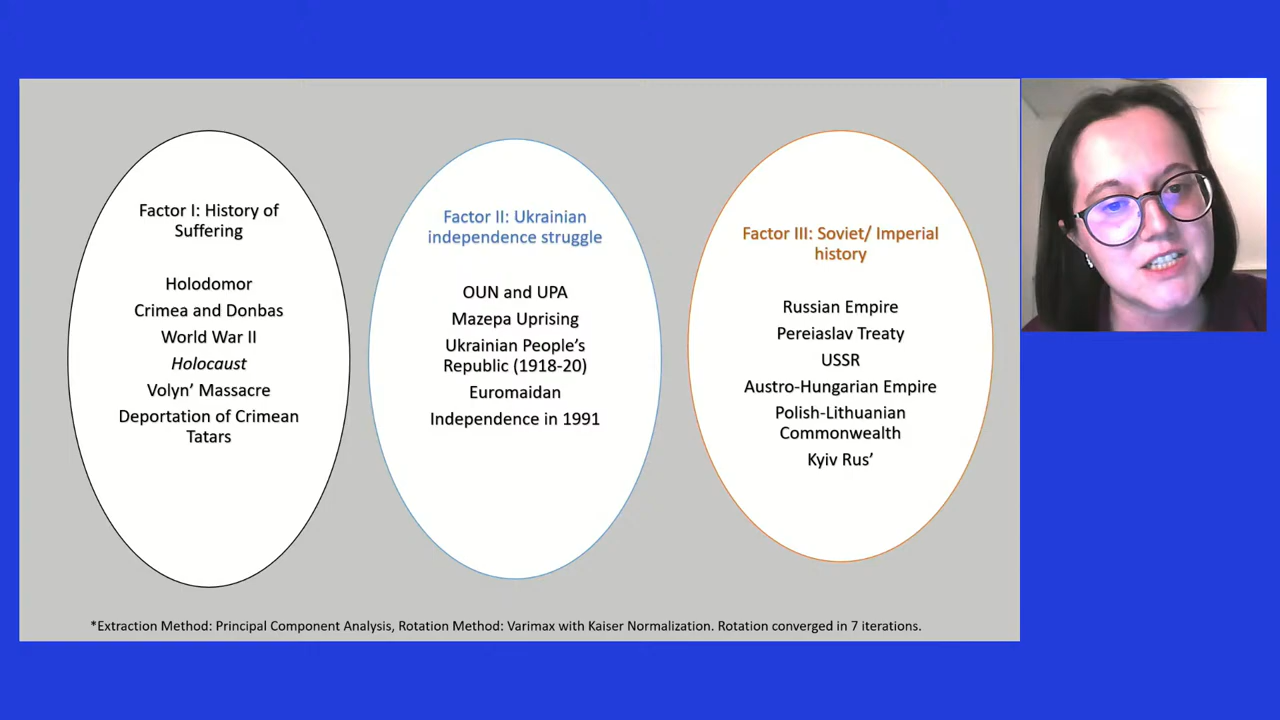 Factor I: History of
Suffering
Holodomor
Crimea and Donbas
World War II
Holocaust
Volyn’ Massacre
Deportation of Crimean
Tatars
Factor II: Ukrainian
independence struggle
OUN and UPA
Mazepa Uprising
Ukrainian People’s
Republic (1918-20)
Euromaidan
Independence in 1991
Factor III: Soviet/ Imperial
history
Russian Empire
Pereiaslav Treaty
USSR
Austro-Hungarian Empire
Polish-Lithuanian
Commonwealth
Kyiv Rus’
*Extraction Method: Principal Component Analysis, Rotation Method: Varimax with Kaiser Normalization. Rotation converged in 7 iterations.